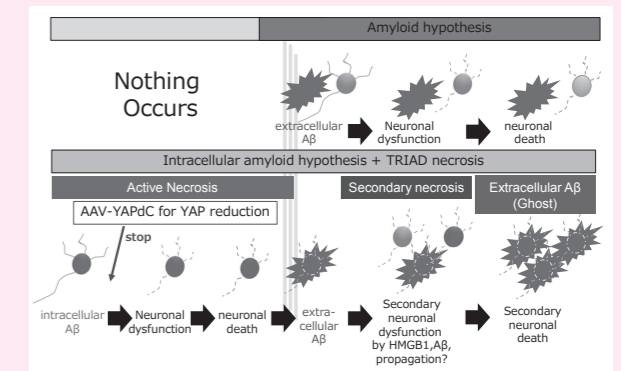 Amyloid hypothesis
Nothing
Occurs
extracellular
Aβ
Neuronal
dysfunction
neuronal
death
Intracellular amyloid hypothesis + TRIAD necrosis
Active Necrosis
Secondary necrosis
Extracellular Aβ
(Ghost)
AAV-YAPdC for YAP reduction
stop
intracellular
Aβ
Neuronal
dysfunction
neuronal
death
extra-
cellular
Aβ
Secondary
neuronal
dysfunction
by HMGB1,Aβ,
propagation?
Secondary
neuronal
death